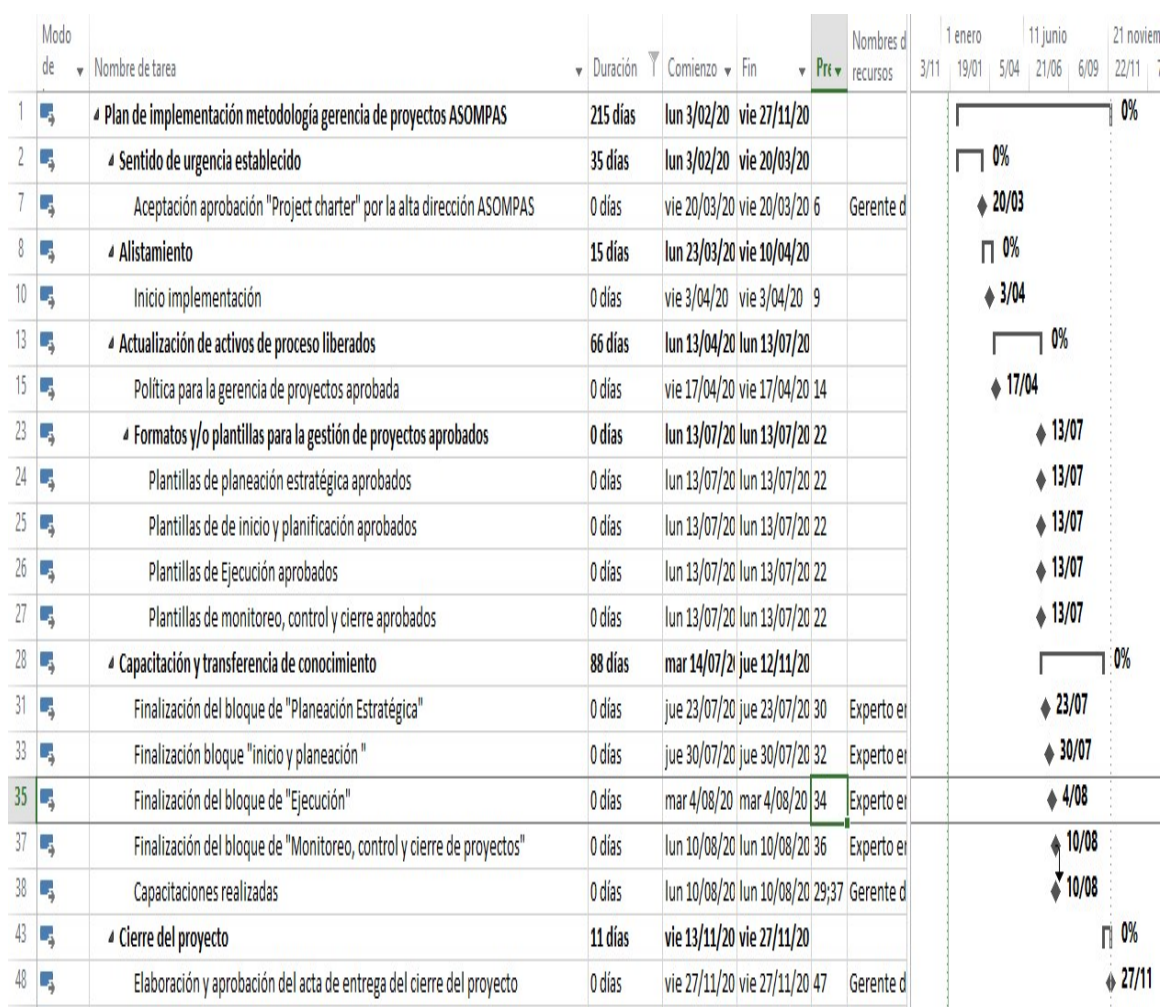 Modo de Nombre de tarea Duración Comienzo Fin Pre Nombres d recursos
1 enero 11 junio 21 noviem
3/11 19/01 5/04 21/06 6/09 22/11 7
1 Plan de implementación metodología gerencia de proyectos ASOMPAS 215 días lun 3/02/20 vie 27/11/20 0%
2 Sentido de urgencia establecido 35 días lun 3/02/20 vie 20/03/20 0%
7 Aceptación aprobación "Project charter" por la alta dirección ASOMPAS 0 días vie 20/03/20 vie 20/03/20 6 Gerente d 20/03
8 Alistamiento 15 días lun 23/03/20 vie 10/04/20 0%
10 Inicio implementación 0 días vie 3/04/20 vie 3/04/20 9 3/04
13 Actualización de activos de proceso liberados 66 días lun 13/04/20 lun 13/07/20 0%
15 Política para la gerencia de proyectos aprobada 0 días vie 17/04/20 vie 17/04/20 14 17/04
23 Formatos y/o plantillas para la gestión de proyectos aprobados 0 días lun 13/07/20 lun 13/07/20 22 13/07
24 Plantillas de planeación estratégica aprobados 0 días lun 13/07/20 lun 13/07/20 22 13/07
25 Plantillas de de inicio y planificación aprobados 0 días lun 13/07/20 lun 13/07/20 22 13/07
26 Plantillas de Ejecución aprobados 0 días lun 13/07/20 lun 13/07/20 22 13/07
27 Plantillas de monitoreo, control y cierre aprobados 0 días lun 13/07/20 lun 13/07/20 22 13/07
28 Capacitación y transferencia de conocimiento 88 días mar 14/07/2 jue 12/11/20 0%
31 Finalización del bloque de "Planeación Estratégica" 0 días jue 23/07/20 jue 23/07/20 30 Experto e 23/07
33 Finalización bloque "inicio y planeación " 0 días jue 30/07/20 jue 30/07/20 32 Experto e 30/07
35 Finalización del bloque de "Ejecución" 0 días mar 4/08/20 mar 4/08/20 34 Experto e 4/08
37 Finalización del bloque de "Monitoreo, control y cierre de proyectos" 0 días lun 10/08/20 lun 10/08/20 36 Experto e 10/08
38 Capacitaciones realizadas 0 días lun 10/08/20 lun 10/08/20 29;37 Gerente d 10/08
43 Cierre del proyecto 11 días vie 13/11/20 vie 27/11/20 0%
48 Elaboración y aprobación del acta de entrega del cierre del proyecto 0 días vie 27/11/20 vie 27/11/20 47 Gerente d 27/11